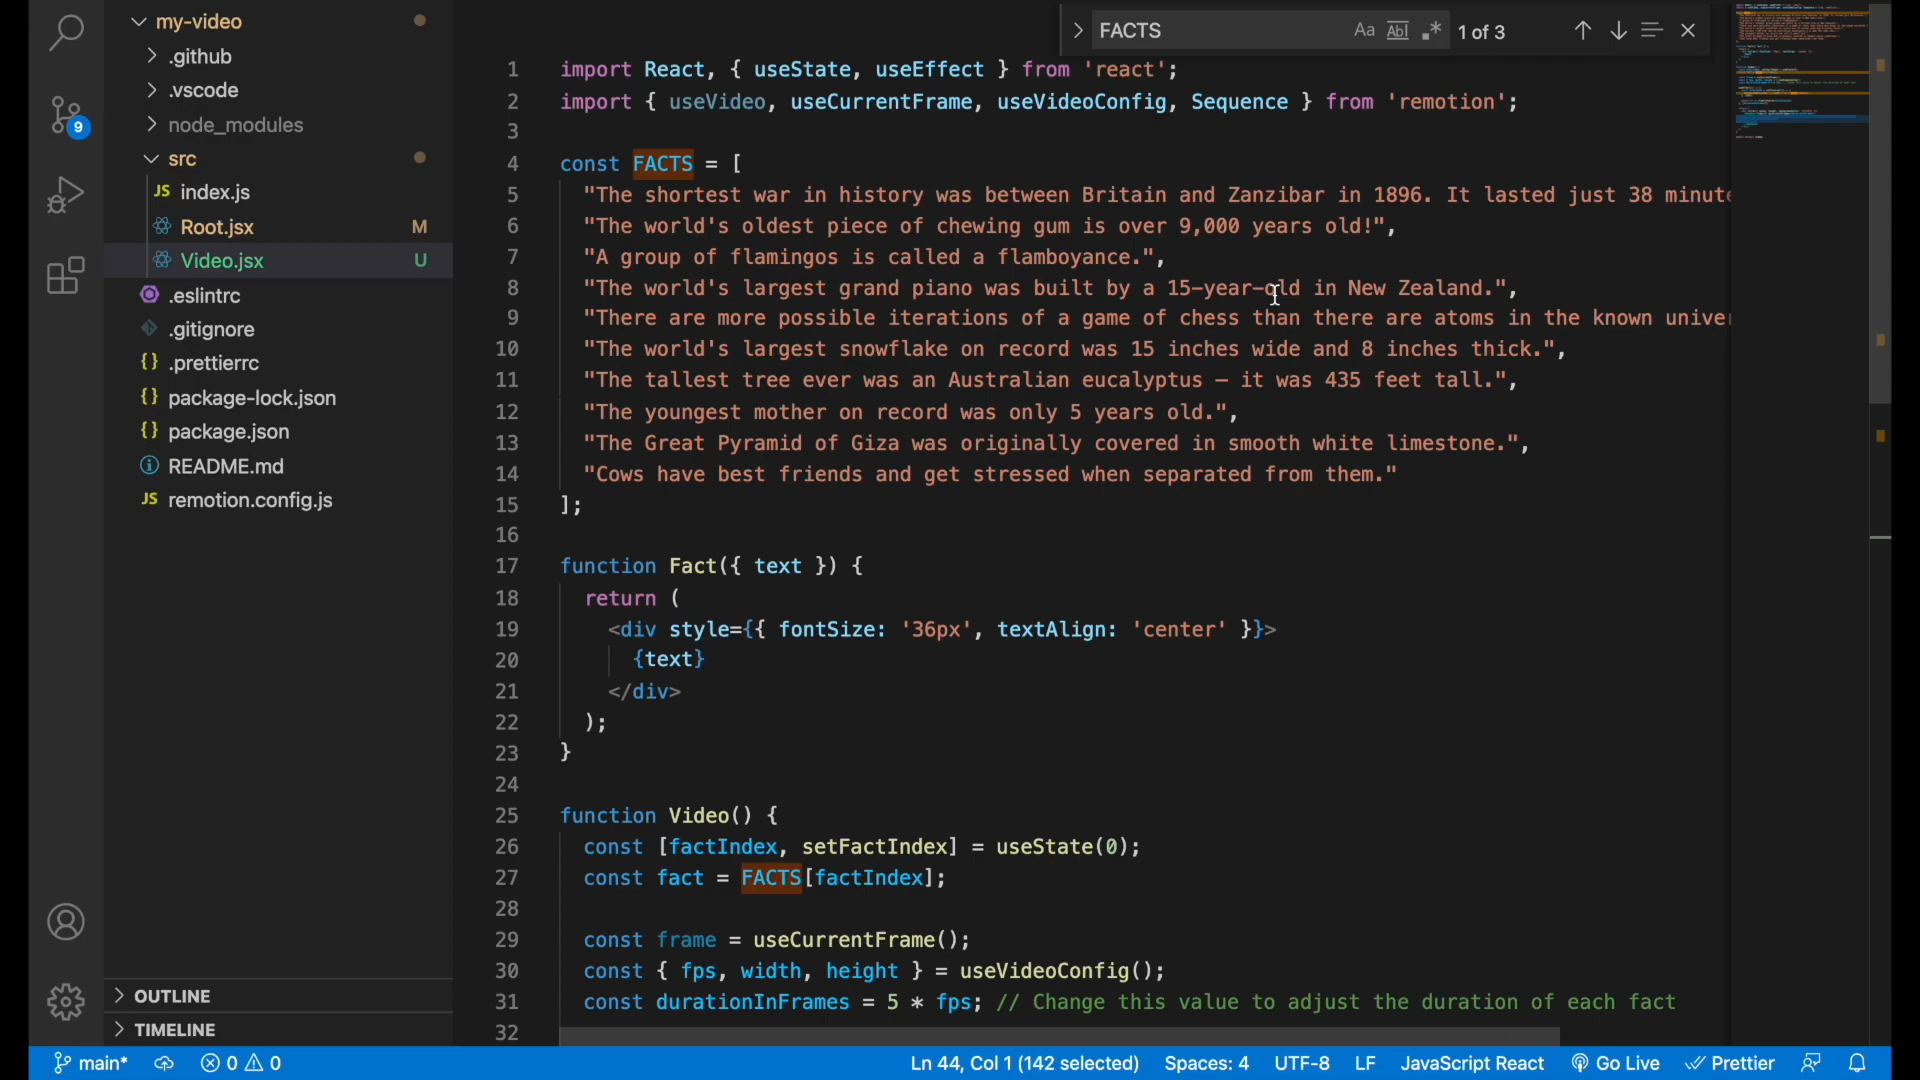 my-video
.github
.vscode
node_modules
src
JS index.js
Root.jsx M
Video.jsx U
.eslintrc
.gitignore
{} .prettierrc
{} package-lock.json
{} package.json
README.md
JS remotion.config.js
OUTLINE
TIMELINE
9
FACTS Aa Abl .* 1 of 3
1 import React, { useState, useEffect } from 'react';
2 import { useVideo, useCurrentFrame, useVideoConfig, Sequence } from 'remotion';
3
4 const FACTS = [
5 "The shortest war in history was between Britain and Zanzibar in 1896. It lasted just 38 minute
6 "The world's oldest piece of chewing gum is over 9,000 years old!",
7 "A group of flamingos is called a flamboyance.",
8 "The world's largest grand piano was built by a 15-year-old in New Zealand.",
9 "There are more possible iterations of a game of chess than there are atoms in the known univer
10 "The world's largest snowflake on record was 15 inches wide and 8 inches thick.",
11 "The tallest tree ever was an Australian eucalyptus – it was 435 feet tall.",
12 "The youngest mother on record was only 5 years old.",
13 "The Great Pyramid of Giza was originally covered in smooth white limestone.",
14 "Cows have best friends and get stressed when separated from them."
15 ];
16
17 function Fact({ text }) {
18 return (
19 <div style={{ fontSize: '36px', textAlign: 'center' }}>
20 {text}
21 </div>
22 );
23 }
24
25 function Video() {
26 const [factIndex, setFactIndex] = useState(0);
27 const fact = FACTS[factIndex];
28
29 const frame = useCurrentFrame();
30 const { fps, width, height } = useVideoConfig();
31 const durationInFrames = 5 * fps; // Change this value to adjust the duration of each fact
32
main* 0 0 Ln 44, Col 1 (142 selected) Spaces: 4 UTF-8 LF JavaScript React Go Live Prettier